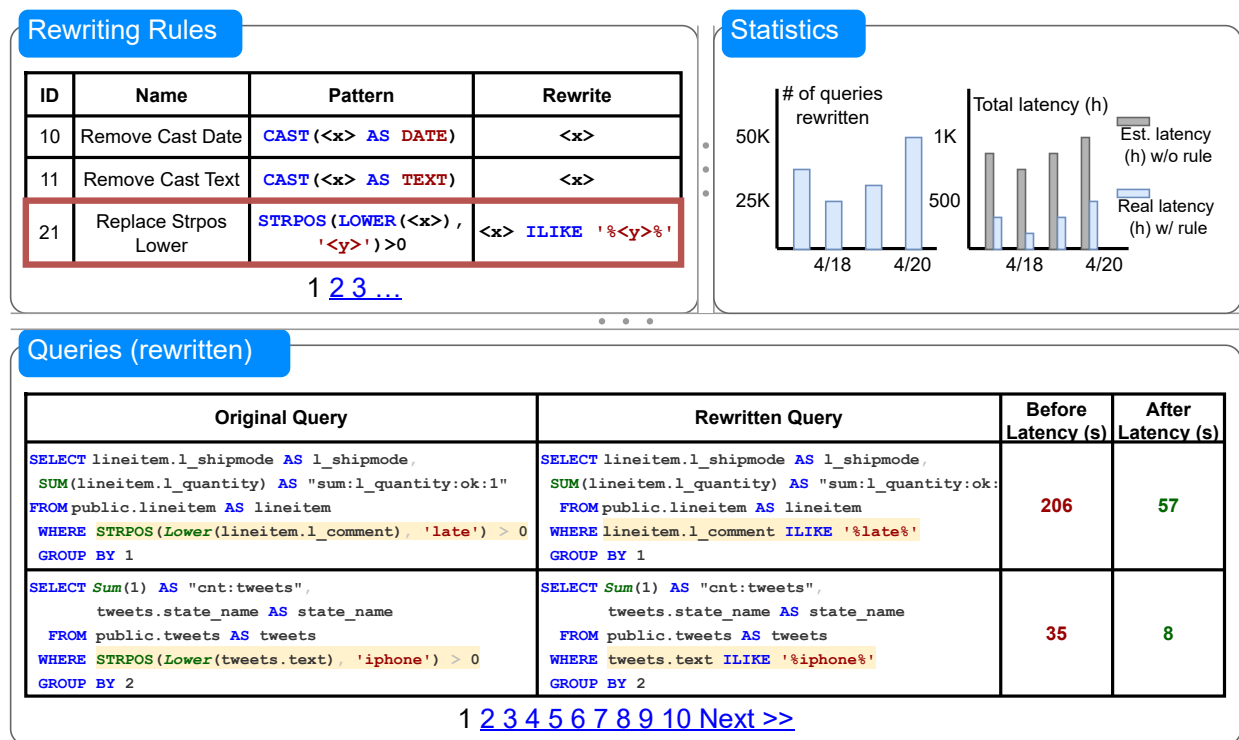 Rewriting Rules
ID Name Pattern Rewrite
10 Remove Cast Date CAST(<x> AS DATE) <x>
11 Remove Cast Text CAST(<x> AS TEXT) <x>
21 Replace Strpos Lower STRPOS(LOWER(<x>), '<y>')>0 <x> ILIKE '%<y>%'
1 2 3 ...
Statistics
# of queries
rewritten
50K
25K
4/18 4/20
Total latency (h)
1K
500
4/18 4/20
Est. latency
(h) w/o rule
Real latency
(h) w/ rule
Queries (rewritten)
Original Query Rewritten Query Before Latency (s) After Latency (s)
SELECT lineitem.l_shipmode AS l_shipmode,
SUM(lineitem.l_quantity) AS "sum:l_quantity:ok:1"
FROM public.lineitem AS lineitem
WHERE STRPOS(Lower(lineitem.l_comment), 'late') > 0
GROUP BY 1
SELECT lineitem.l_shipmode AS l_shipmode,
SUM(lineitem.l_quantity) AS "sum:l_quantity:ok:
FROM public.lineitem AS lineitem
WHERE lineitem.l_comment ILIKE '%late%'
GROUP BY 1
206
57
SELECT Sum(1) AS "cnt:tweets",
tweets.state_name AS state_name
FROM public.tweets AS tweets
WHERE STRPOS(Lower(tweets.text), 'iphone') > 0
GROUP BY 2
SELECT Sum(1) AS "cnt:tweets",
tweets.state_name AS state_name
FROM public.tweets AS tweets
WHERE tweets.text ILIKE '%iphone%'
GROUP BY 2
35
8
1 2 3 4 5 6 7 8 9 10 Next >>